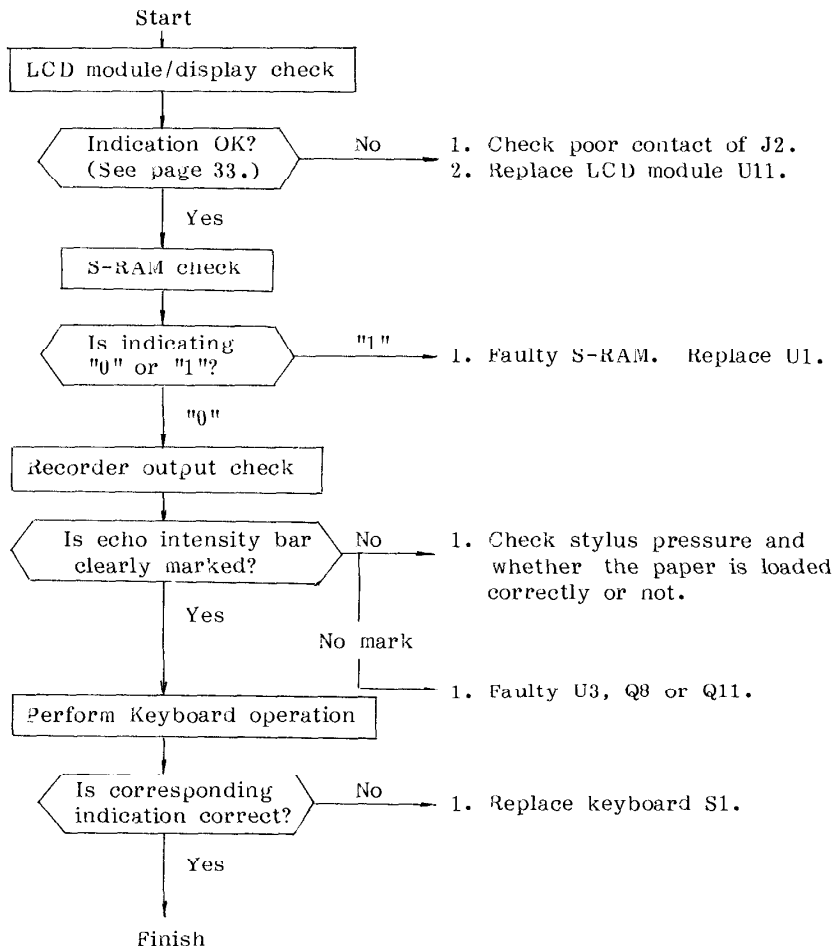 Start
LCD module/display check
Indication OK?
(See page 33.)
No
1. Check poor contact of J2.
2. Replace LCD module U11.
Yes
S-RAM check
Is indicating
"0" or "1"?
"1"
1. Faulty S-RAM. Replace U1.
"0"
Recorder output check
Is echo intensity bar
clearly marked?
No
1. Check stylus pressure and
whether the paper is loaded
correctly or not.
Yes
No mark
1. Faulty U3, Q8 or Q11.
Perform Keyboard operation
Is corresponding
indication correct?
No
1. Replace keyboard S1.
Yes
Finish